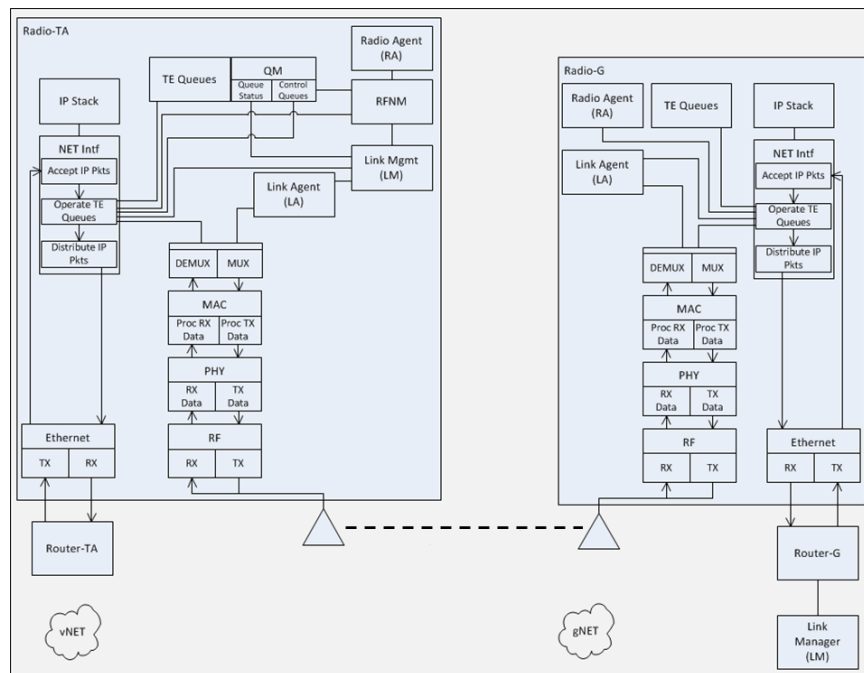 Radio-TA
Radio Agent
(RA)
TE Queues
QM
Queue
Status
Control
Queues
RFNM
IP Stack
NET Intf
Accept IP Pkts
Operate TE
Queues
Distribute IP
Pkts
Link Mgmt
(LM)
Link Agent
(LA)
DEMUX
MUX
MAC
Proc RX
Data
Proc TX
Data
PHY
RX
Data
TX
Data
RF
RX
TX
Ethernet
TX
RX
Router-TA
vNET
Radio-G
Radio Agent
(RA)
TE Queues
IP Stack
NET Intf
Accept IP Pkts
Operate TE
Queues
Distribute IP
Pkts
Link Agent
(LA)
DEMUX
MUX
MAC
Proc RX
Data
Proc TX
Data
PHY
RX
Data
TX
Data
RF
RX
TX
Ethernet
RX
TX
Router-G
gNET
Link
Manager
(LM)